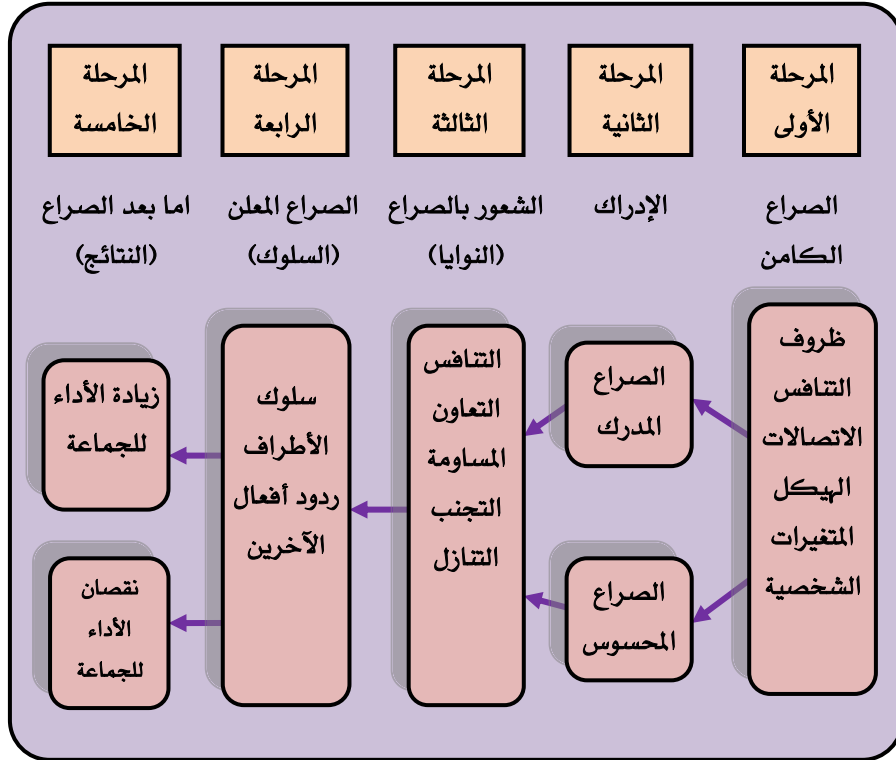 المرحلة
الأولى
المرحلة
الثانية
المرحلة
الثالثة
المرحلة
الرابعة
المرحلة
الخامسة
الصراع
الكامن
الإدراك
الشعور بالصراع
(النوايا)
الصراع المعلن
(السلوك)
اما بعد الصراع
(النتائج)
ظروف
التنافس
الاتصالات
الهيكل
المتغيرات
الشخصية
الصراع
المدرك
الصراع
المحسوس
التنافس
التعاون
المساومة
التجنب
التنازل
سلوك
الأطراف
ردود أفعال
الآخرين
زيادة الأداء
للجماعة
نقصان
الأداء
للجماعة